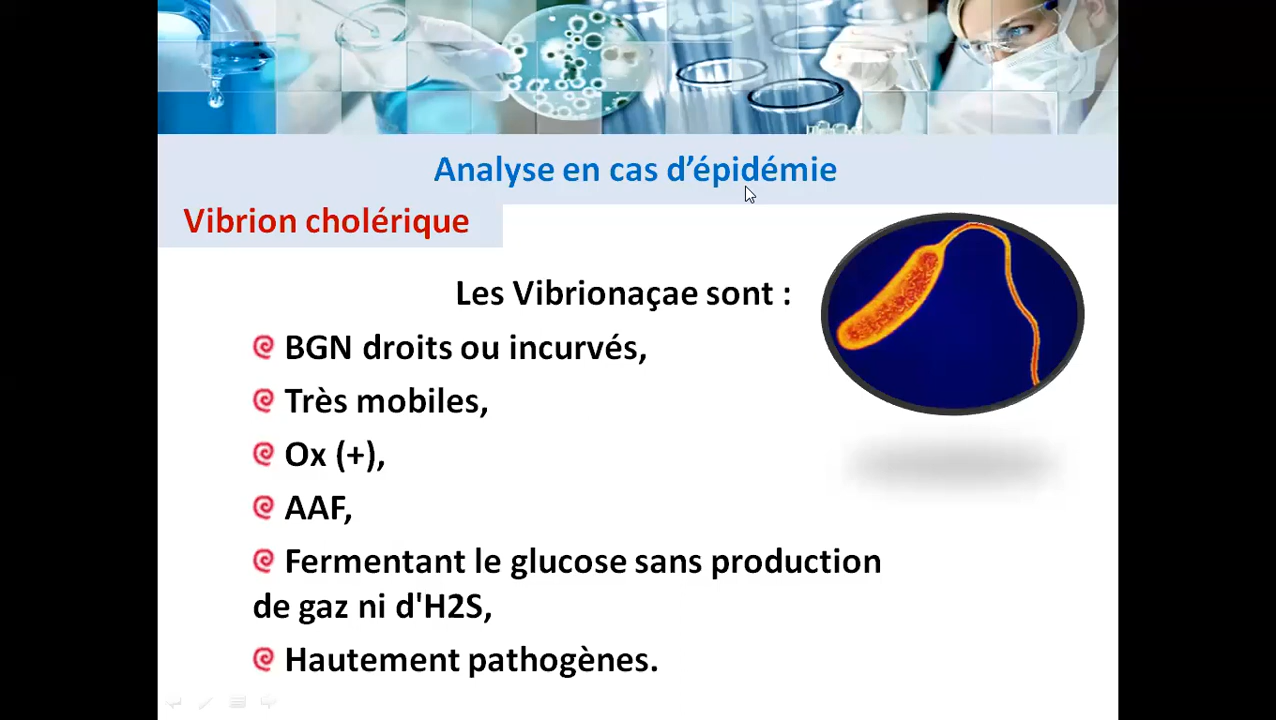 Analyse en cas d’épidémie
Vibrion cholérique
Les Vibrionaçae sont :
BGN droits ou incurvés,
Très mobiles,
Ox (+),
AAF,
Fermentant le glucose sans production
de gaz ni d'H2S,
Hautement pathogènes.